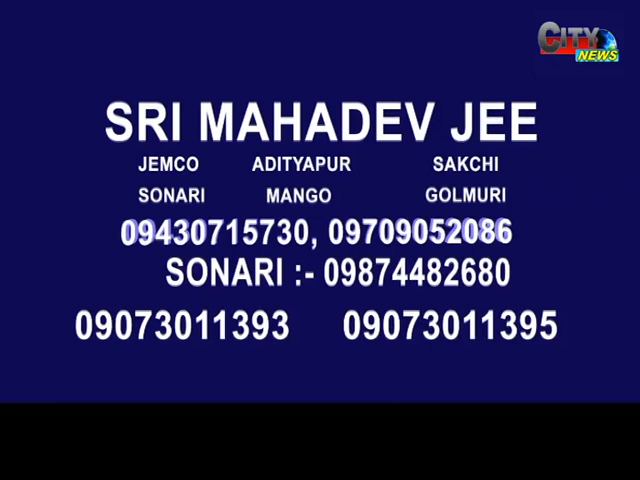 CITY
NEWS
SRI MAHADEV JEE
JEMCO ADITYAPUR SAKCHI
SONARI MANGO GOLMURI
09430715730, 09709052086
SONARI :- 09874482680
09073011393 09073011395